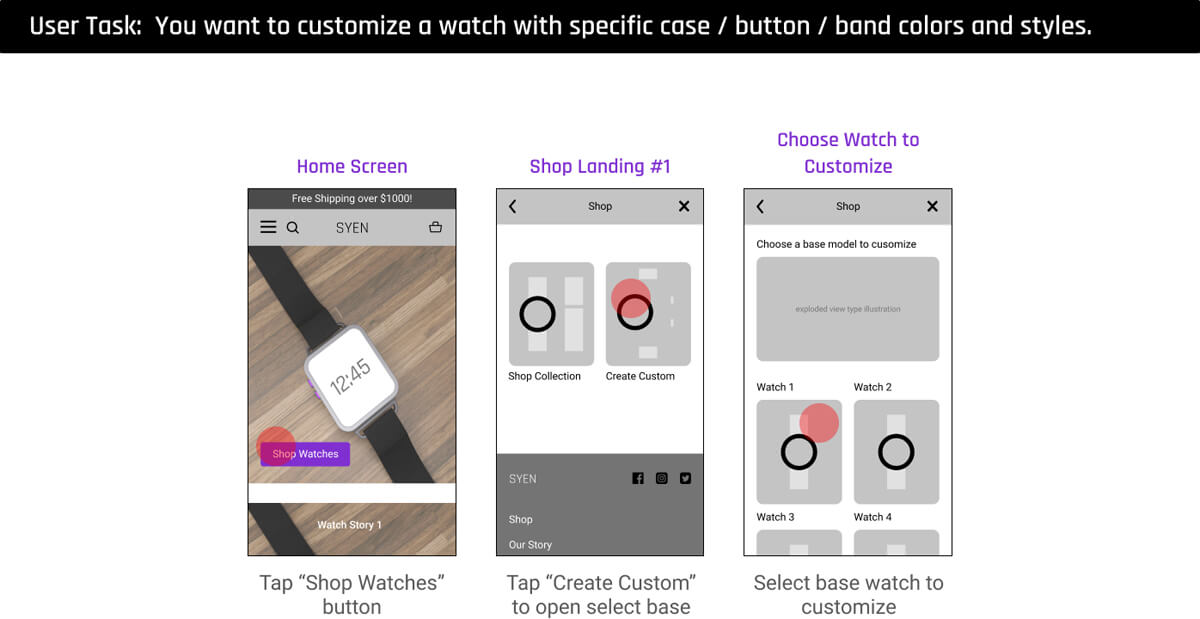 User Task:  You want to customize a watch with specific case / button / band colors and styles.
Home Screen
Free Shipping over $1000!
SYEN
12:45
Shop Watches
Watch Story 1
Tap “Shop Watches”
button
Shop Landing #1
Shop
Shop Collection
Create Custom
SYEN
Shop
Our Story
Tap “Create Custom”
to open select base
Choose Watch to
Customize
Shop
Choose a base model to cusomize
exploded view type illustration
Watch 1
Watch 2
Watch 3
Watch 4
Select base watch to
customize